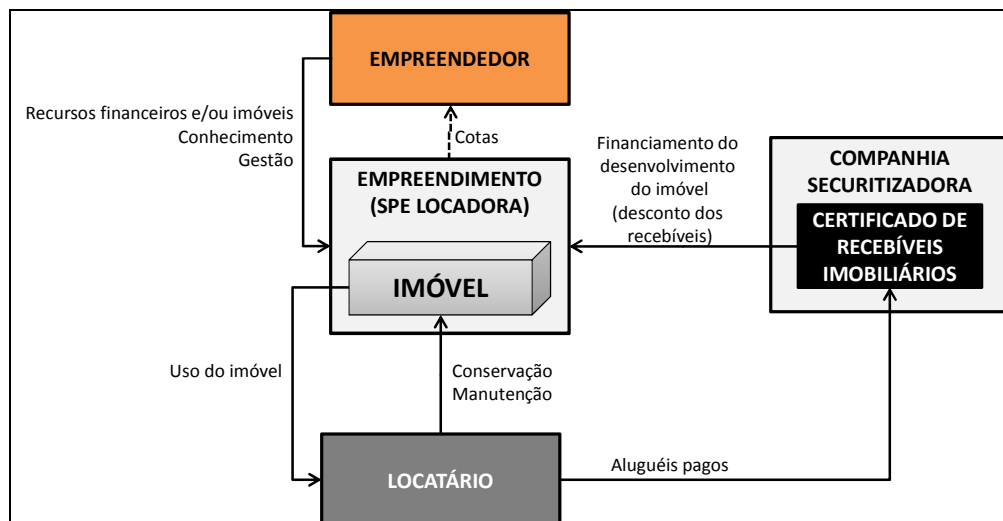 EMPREENDEDOR
Recursos financeiros e/ou imóveis
Conhecimento
Gestão
Cotas
EMPREENDIMENTO
(SPE LOCADORA)
IMÓVEL
Financiamento do
desenvolvimento
do imóvel
(desconto dos
recebíveis)
COMPANHIA
SECURITIZADORA
CERTIFICADO DE
RECEBÍVEIS
IMOBILIÁRIOS
Uso do imóvel
Conservação
Manutenção
LOCATÁRIO
Aluguéis pagos